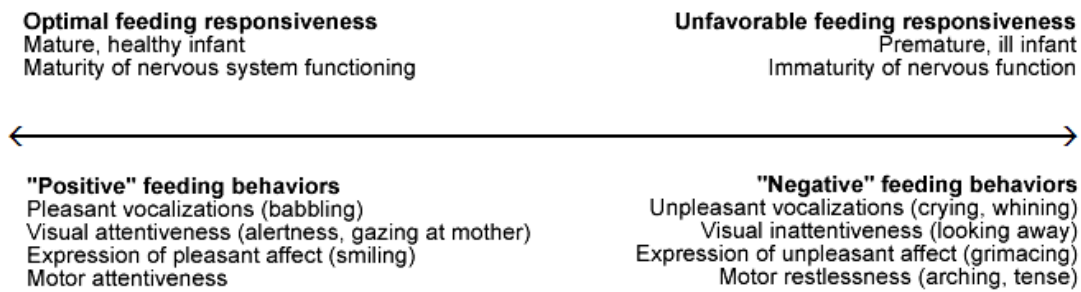 Optimal feeding responsiveness
Mature, healthy infant
Maturity of nervous system functioning
Unfavorable feeding responsiveness
Premature, ill infant
Immaturity of nervous function
"Positive" feeding behaviors
Pleasant vocalizations (babbling)
Visual attentiveness (alertness, gazing at mother)
Expression of pleasant affect (smiling)
Motor attentiveness
"Negative" feeding behaviors
Unpleasant vocalizations (crying, whining)
Visual inattentiveness (looking away)
Expression of unpleasant affect (grimacing)
Motor restlessness (arching, tense)